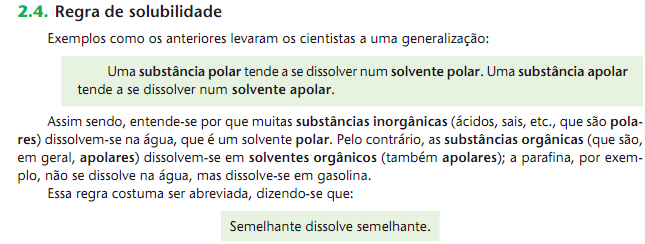 2.4. Regra de solubilidade
Exemplos como os anteriores levaram os cientistas a uma generalização:
Uma substância polar tende a se dissolver num solvente polar. Uma substância apolar
tende a se dissolver num solvente apolar.
Assim sendo, entende-se por que muitas substâncias inorgânicas (ácidos, sais, etc., que são pola-
res) dissolvem-se na água, que é um solvente polar. Pelo contrário, as substâncias orgânicas (que são,
em geral, apolares) dissolvem-se em solventes orgânicos (também apolares); a parafina, por exem-
plo, não se dissolve na água, mas dissolve-se em gasolina.
Essa regra costuma ser abreviada, dizendo-se que:
Semelhante dissolve semelhante.